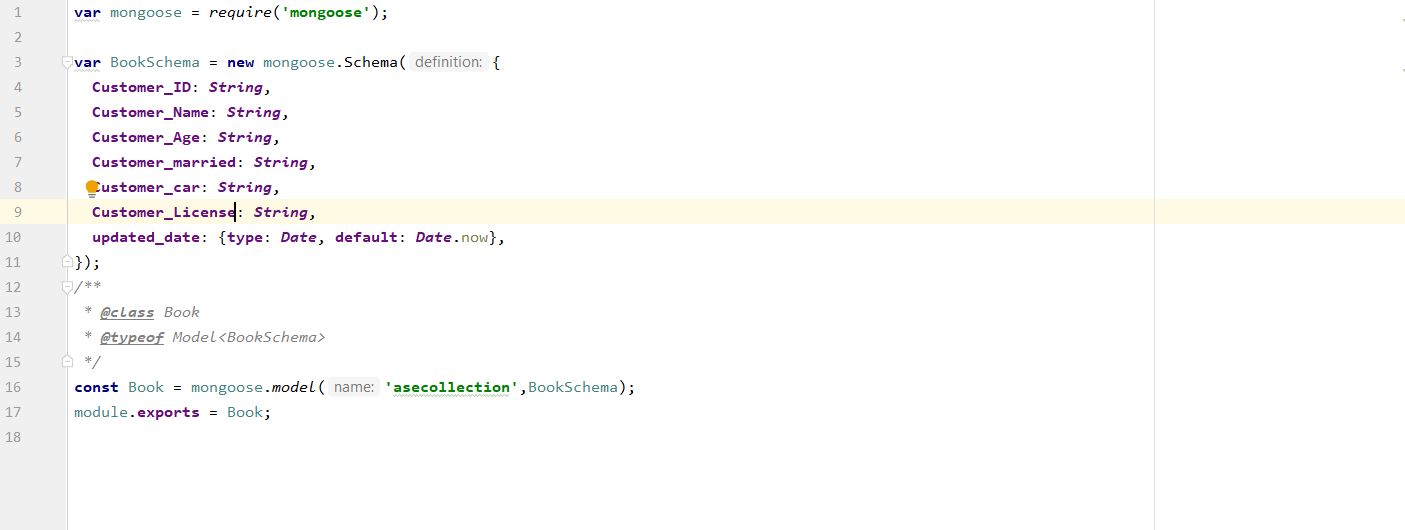 1 var mongoose = require('mongoose');
2
3 var BookSchema = new mongoose.Schema( definition: {
4 Customer_ID: String,
5 Customer_Name: String,
6 Customer_Age: String,
7 Customer_married: String,
8 Customer_car: String,
9 Customer_License: String,
10 updated_date: {type: Date, default: Date.now},
11 });
12 /**
13 * @class Book
14 * @typeof Model<BookSchema>
15 */
16 const Book = mongoose.model( name: 'asecollection',BookSchema);
17 module.exports = Book;
18